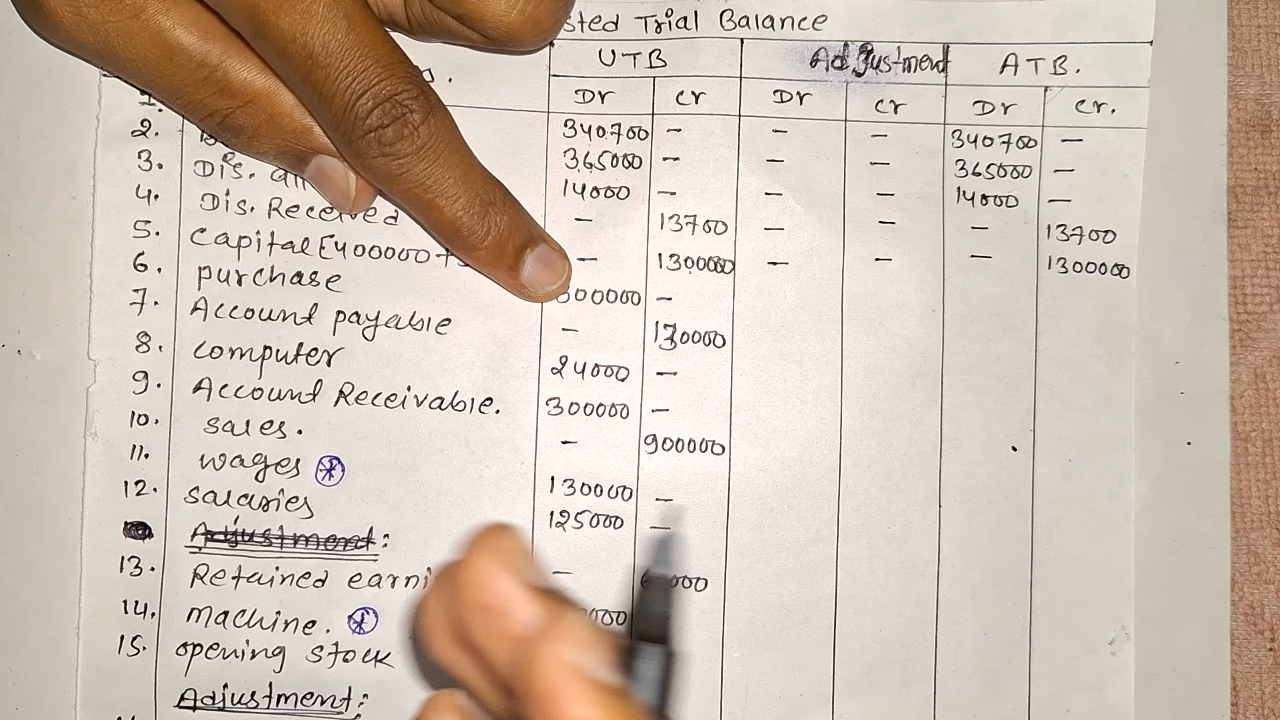 Trial Balance
UTB Adjustment ATB.
Dr Cr Dr Cr Dr Cr.
340700 - - - 340700 -
2. 365000 - - - 365000 -
3. Dis. 14000 - - - 14000 -
4. Dis. Received - 13700 - - - 13700
5. Capital [400000+ - 1300000 - - - 1300000
6. purchase 300000 -
7. Account payable - 130000
8. computer 24000 -
9. Account Receivable. 300000 -
10. sales. - 900000
11. wages 130000 -
12. salaries 125000 -
Adjustment:
13. Retained -
14. machine.
15. opening stock
Adjustment: